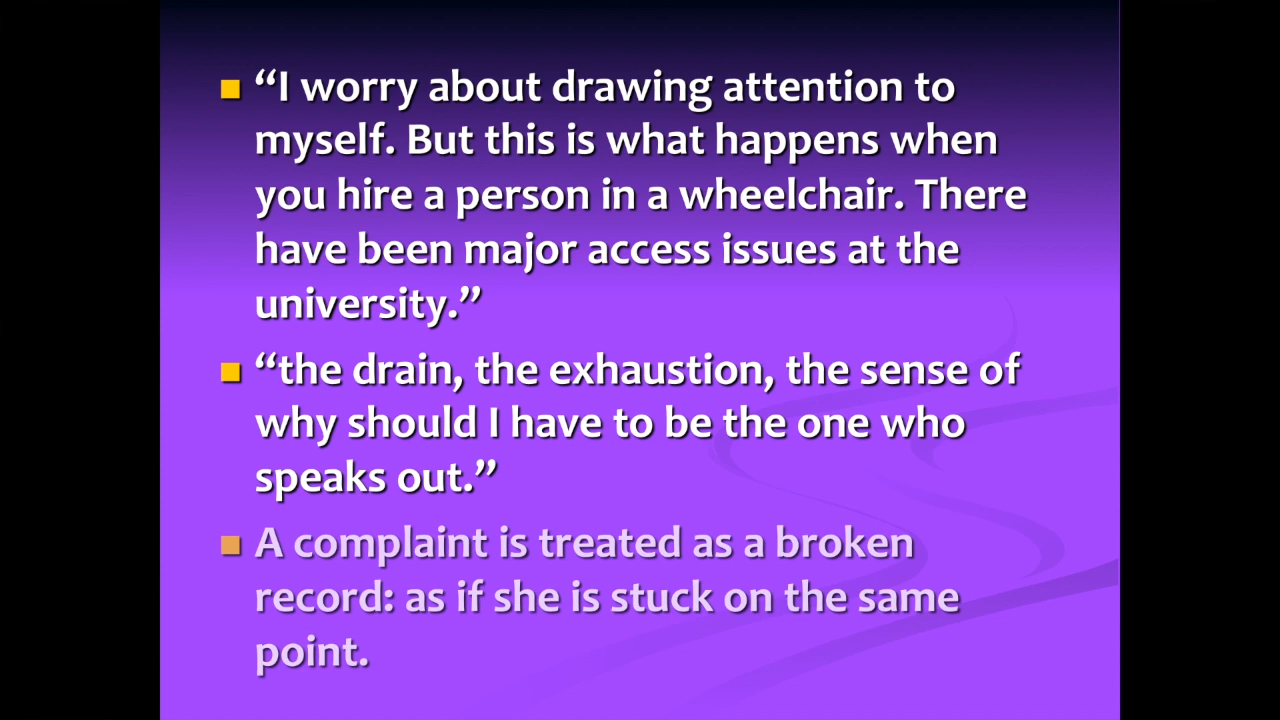 “I worry about drawing attention to
myself. But this is what happens when
you hire a person in a wheelchair. There
have been major access issues at the
university.”
“the drain, the exhaustion, the sense of
why should I have to be the one who
speaks out.”
A complaint is treated as a broken
record: as if she is stuck on the same
point.